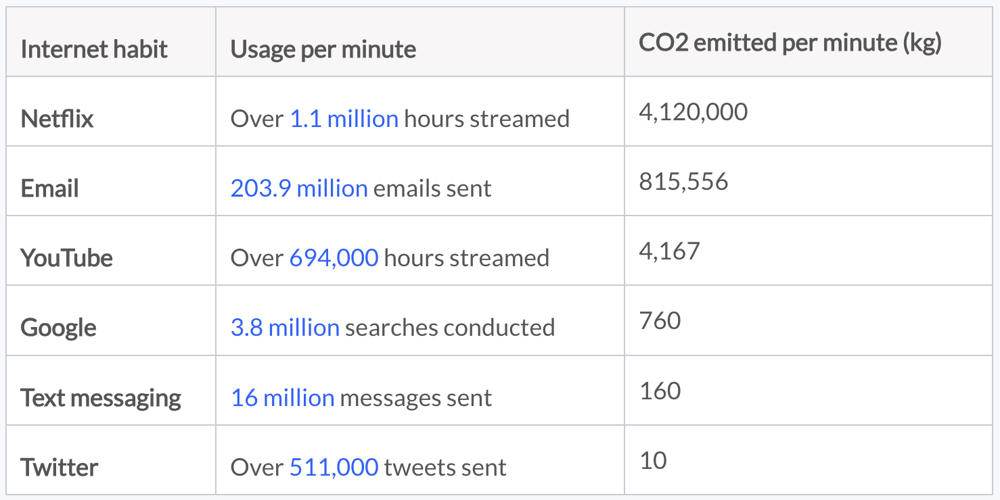 Internet habit Usage per minute CO2 emitted per minute (kg)
Netflix Over 1.1 million hours streamed 4,120,000
Email 203.9 million emails sent 815,556
YouTube Over 694,000 hours streamed 4,167
Google 3.8 million searches conducted 760
Text messaging 16 million messages sent 160
Twitter Over 511,000 tweets sent 10